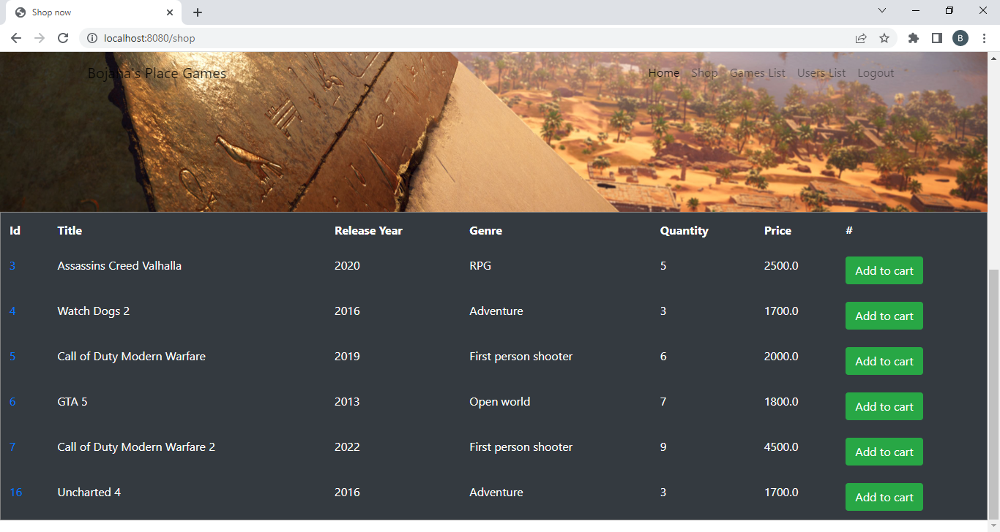 Shop now
localhost:8080/shop
B
Bojana's Place Games Home Shop Games List Users List Logout
Id Title Release Year Genre Quantity Price #
3 Assassins Creed Valhalla 2020 RPG 5 2500.0 Add to cart
4 Watch Dogs 2 2016 Adventure 3 1700.0 Add to cart
5 Call of Duty Modern Warfare 2019 First person shooter 6 2000.0 Add to cart
6 GTA 5 2013 Open world 7 1800.0 Add to cart
7 Call of Duty Modern Warfare 2 2022 First person shooter 9 4500.0 Add to cart
16 Uncharted 4 2016 Adventure 3 1700.0 Add to cart